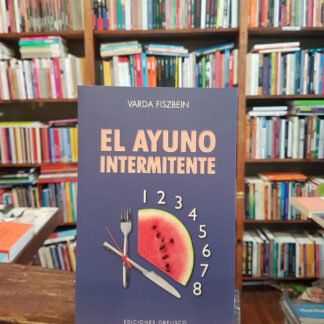 VARDA FISZBEIN
EL AYUNO
INTERMITENTE
1 2 3
4
5
6
7
8
EDICIONES OBELISCO